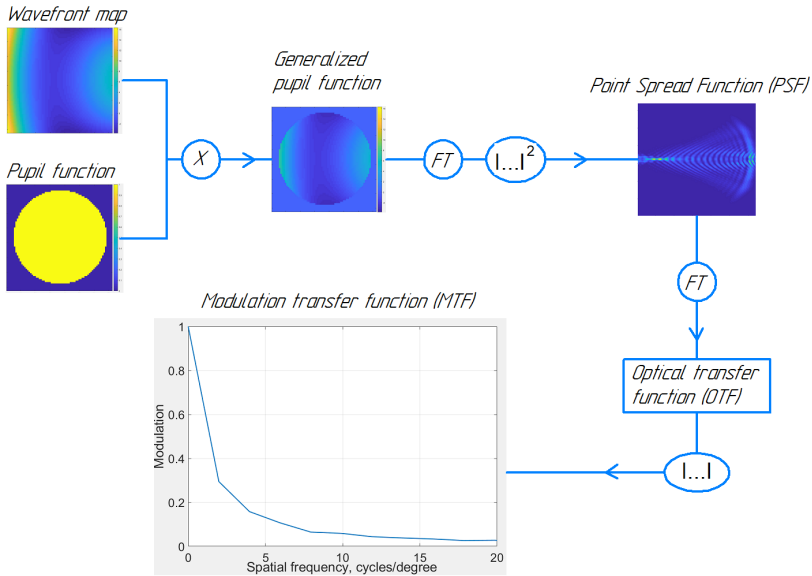 Wavefront map
Pupil function
X
Generalized
pupil function
FT
|...|²
Point Spread Function (PSF)
FT
Optical transfer
function (OTF)
|...|
Modulation transfer function (MTF)
Modulation
1
0.8
0.6
0.4
0.2
0
0 5 10 15 20
Spatial frequency, cycles/degree